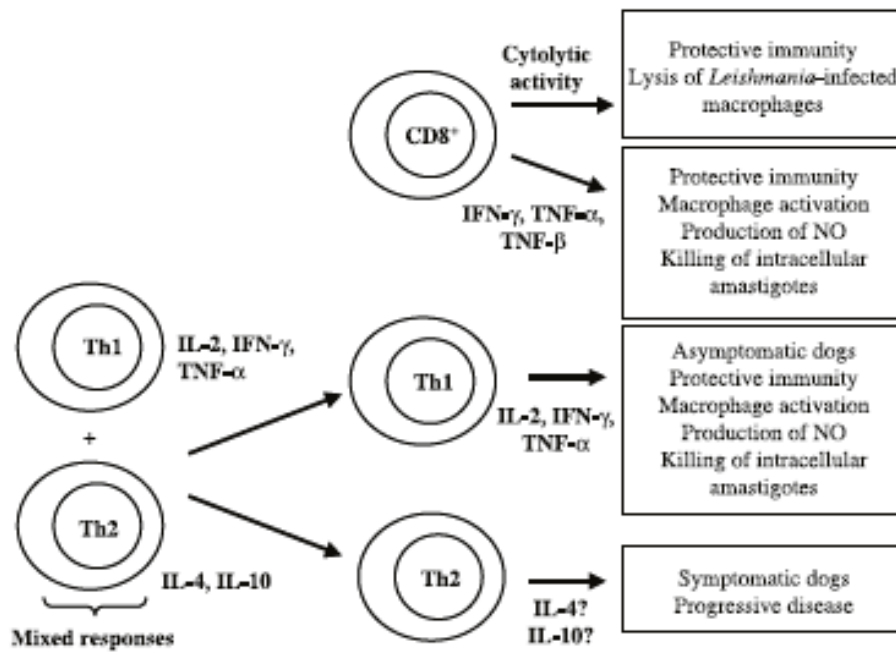 Cytolytic
activity
Protective immunity
Lysis of Leishmania–infected
macrophages
CD8⁺
IFN-γ, TNF-α,
TNF-β
Protective immunity
Macrophage activation
Production of NO
Killing of intracellular
amastigotes
Th1
IL-2, IFN-γ,
TNF-α
+
Th2
IL-4, IL-10
Mixed responses
Th1
IL-2, IFN-γ,
TNF-α
Asymptomatic dogs
Protective immunity
Macrophage activation
Production of NO
Killing of intracellular
amastigotes
Th2
IL-4?
IL-10?
Symptomatic dogs
Progressive disease